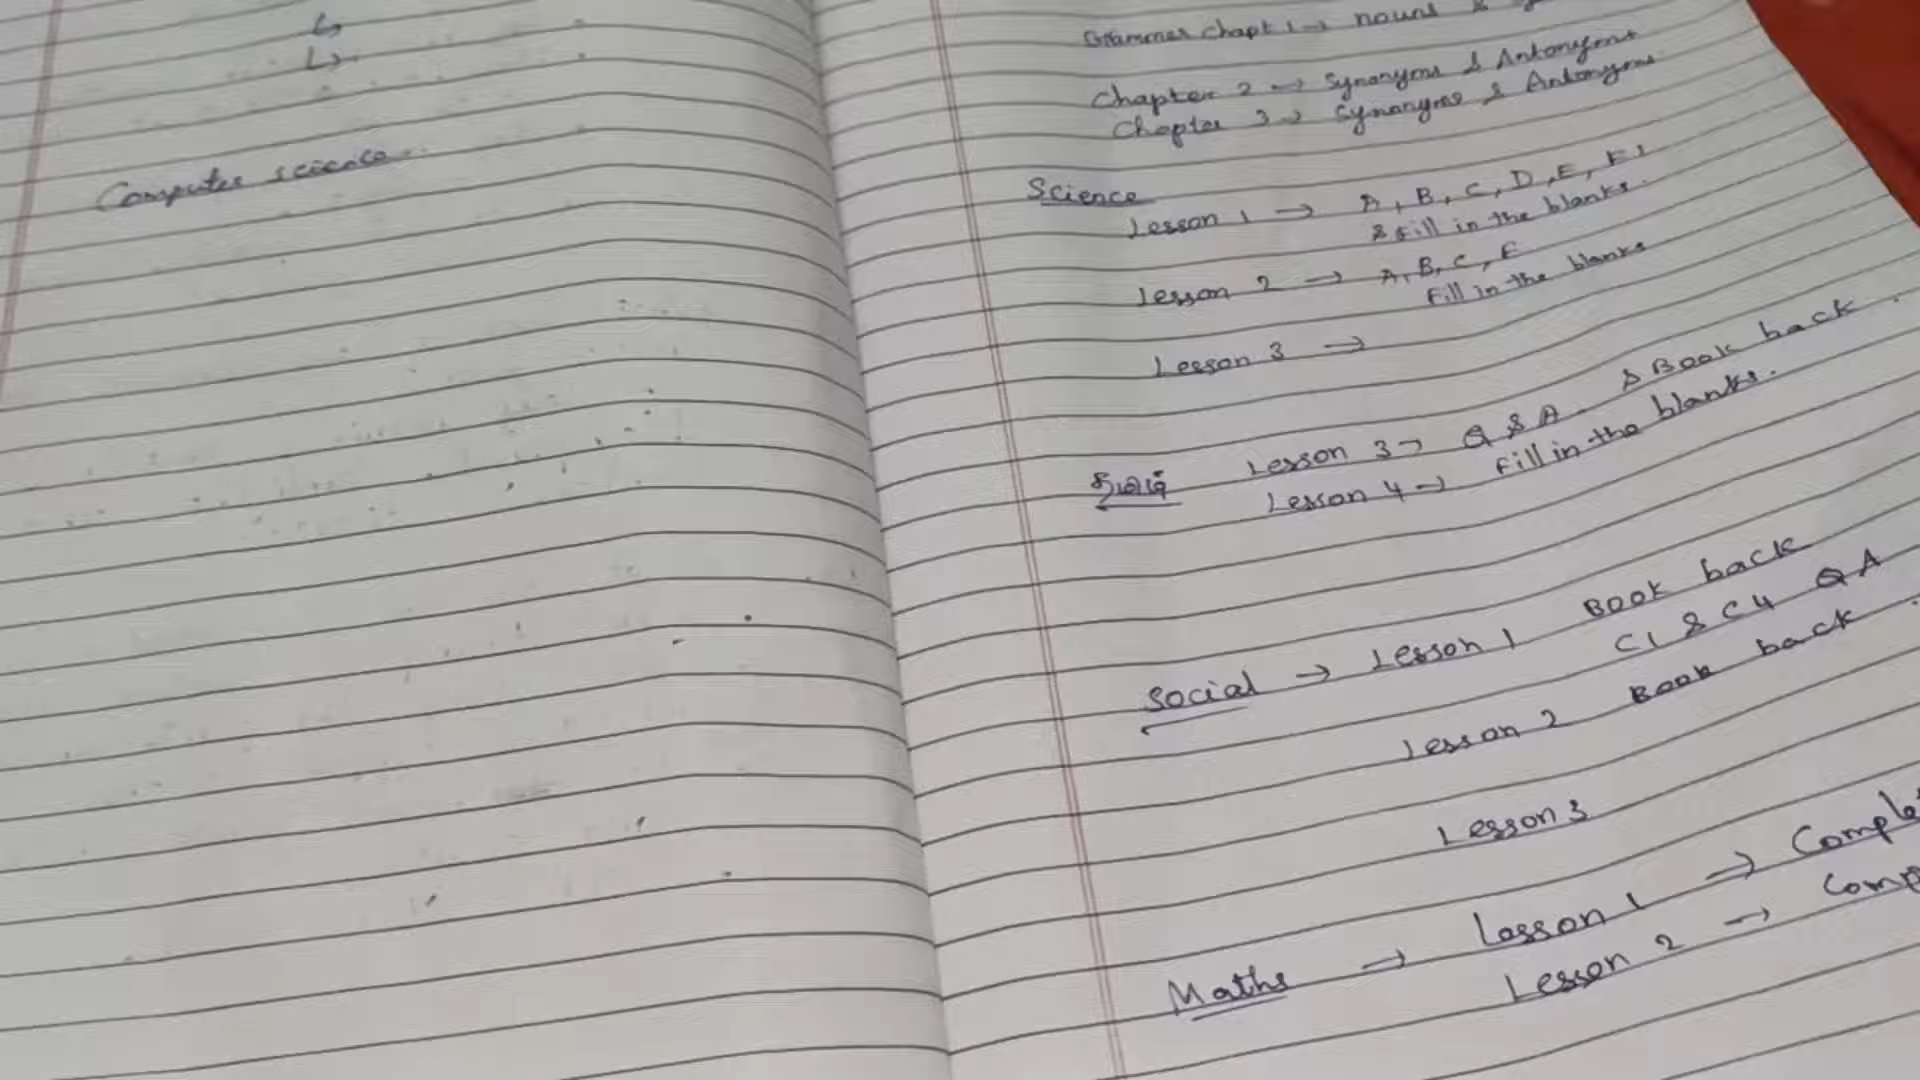 Computer science..
Grammer chapt 1 → nouns &
Chapter 2 → Synonyms & Antonyms
Chapter 3 → Synonyms & Antonyms
Science
Lesson 1 → A, B, C, D, E, F,
& fill in the blanks.
Lesson 2 → A, B, C, E
Fill in the blanks
Lesson 3 →
தமிழ் Lesson 3 → Q & A & Book back.
Lesson 4 → Fill in the blanks.
Social → Lesson 1 Book back
C1 & C4 QA
Lesson 2 Book back.
Lesson 3
Maths → Lesson 1 → Comple
Lesson 2 → Comp